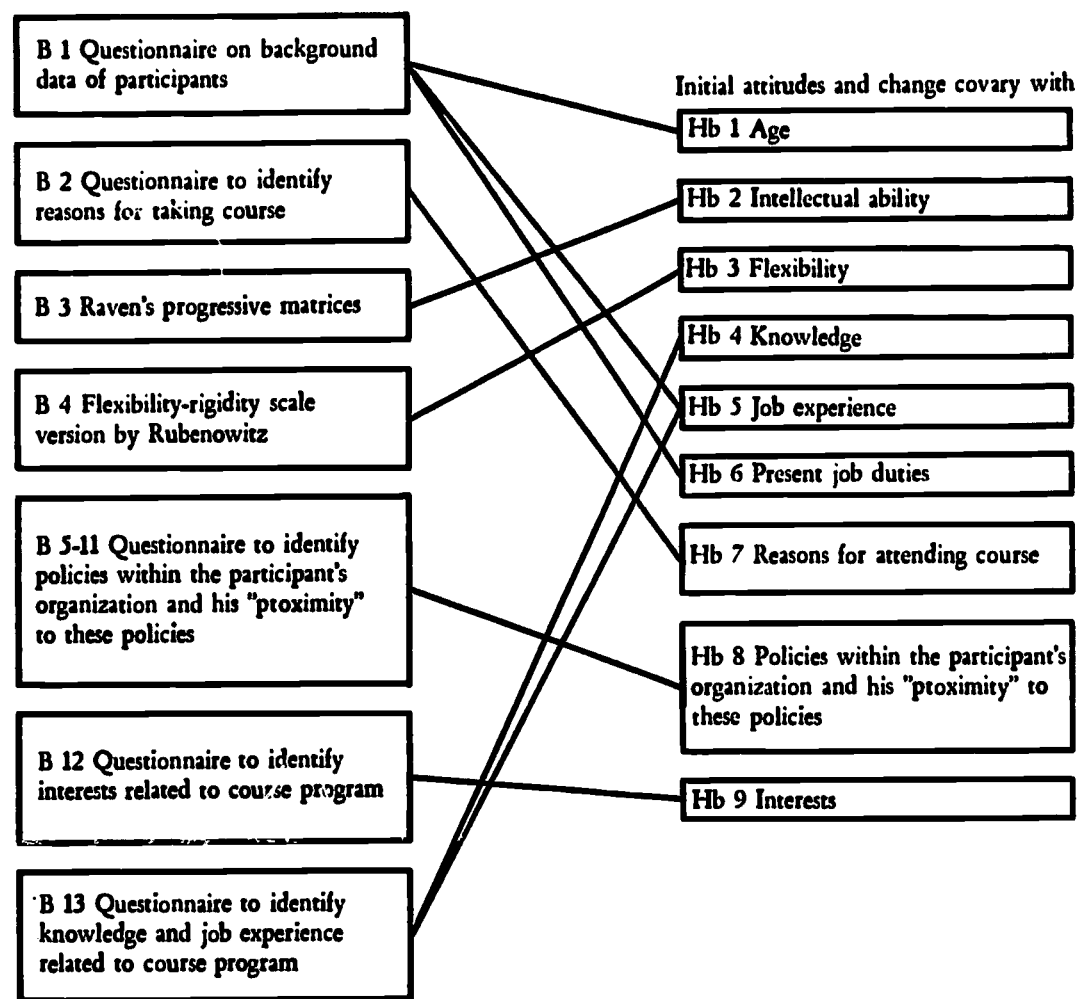 B 1 Questionnaire on background
data of participants
B 2 Questionnaire to identify
reasons for taking course
B 3 Raven's progressive matrices
B 4 Flexibility-rigidity scale
version by Rubenowitz
B 5-11 Questionnaire to identify
policies within the participant's
organization and his "proximity"
to these policies
B 12 Questionnaire to identify
interests related to course program
B 13 Questionnaire to identify
knowledge and job experience
related to course program
Initial attitudes and change covary with
Hb 1 Age
Hb 2 Intellectual ability
Hb 3 Flexibility
Hb 4 Knowledge
Hb 5 Job experience
Hb 6 Present job duties
Hb 7 Reasons for attending course
Hb 8 Policies within the participant's
organization and his "proximity" to
these policies
Hb 9 Interests